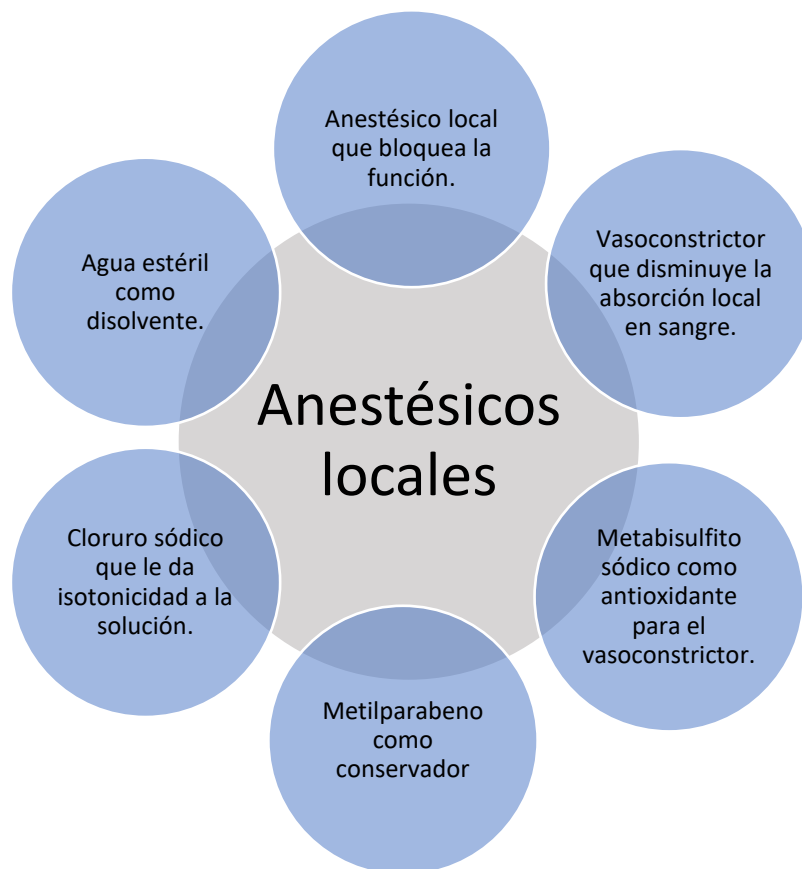 Anestésico local
que bloquea la
función.
Vasoconstrictor
que disminuye la
absorción local
en sangre.
Metabisulfito
sódico como
antioxidante
para el
vasoconstrictor.
Metilparabeno
como
conservador
Cloruro sódico
que le da
isotonicidad a la
solución.
Agua estéril
como
disolvente.
Anestésicos
locales